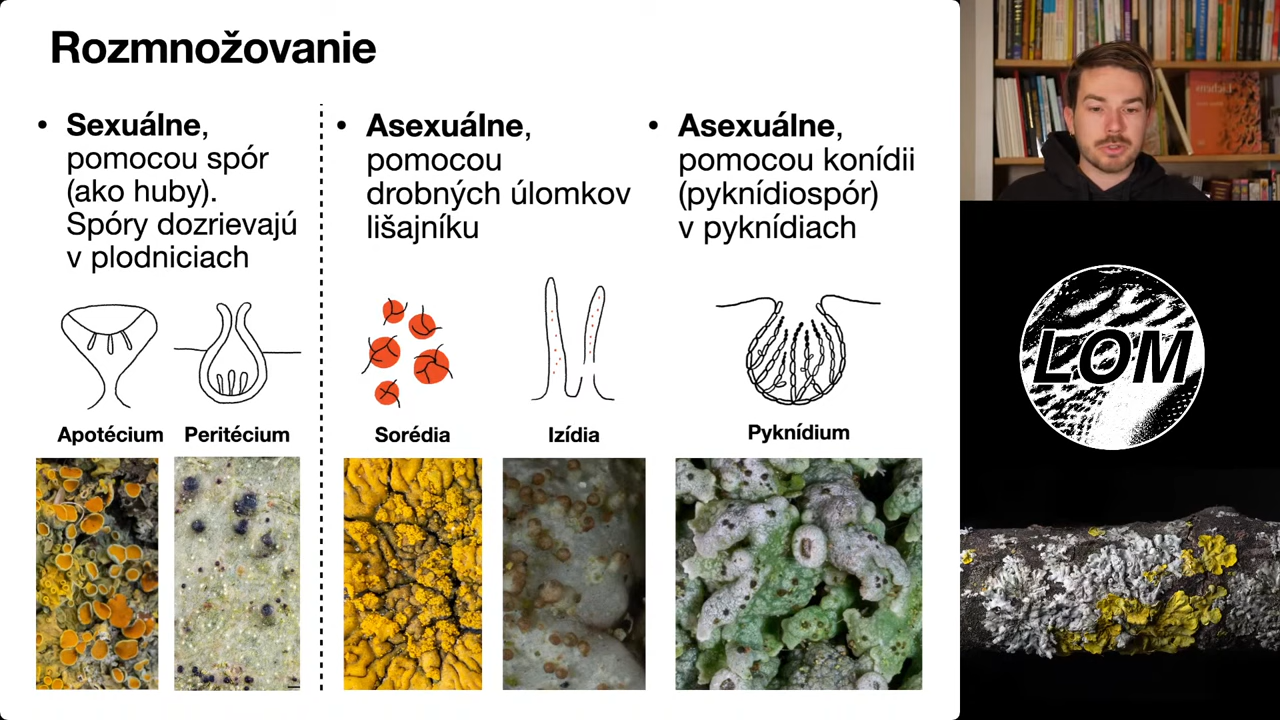 Rozmnožovanie
• Sexuálne,
pomocou spór
(ako huby).
Spóry dozrievajú
v plodniciach
• Asexuálne,
pomocou
drobných úlomkov
lišajníku
• Asexuálne,
pomocou konídii
(pyknídiospór)
v pyknídiach
Apotécium
Peritécium
Sorédia
Izídia
Pyknídium
LOM